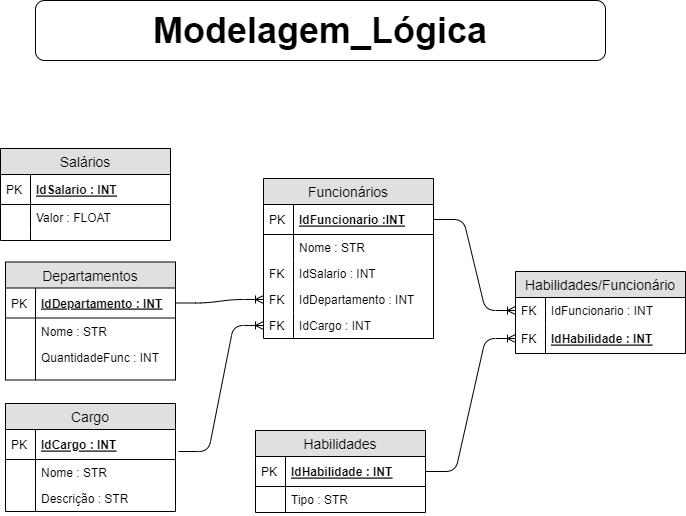 Modelagem_Lógica
Salários
PK IdSalario : INT
Valor : FLOAT
Departamentos
PK IdDepartamento : INT
Nome : STR
QuantidadeFunc : INT
Cargo
PK IdCargo : INT
Nome : STR
Descrição : STR
Funcionários
PK IdFuncionario :INT
Nome : STR
FK IdSalario : INT
FK IdDepartamento : INT
FK IdCargo : INT
Habilidades
PK IdHabilidade : INT
Tipo : STR
Habilidades/Funcionário
FK IdFuncionario : INT
FK IdHabilidade : INT